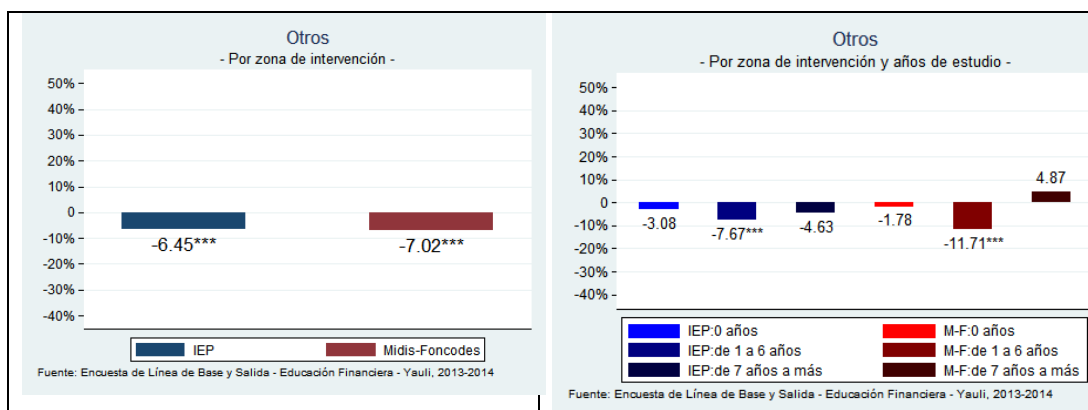 Otros
- Por zona de intervención -
50%
40%
30%
20%
10%
0
-10%
-20%
-30%
-40%
-6.45***
-7.02***
IEP
Midis-Foncodes
Fuente: Encuesta de Línea de Base y Salida - Educación Financiera - Yauli, 2013-2014
Otros
- Por zona de intervención y años de estudio -
50%
40%
30%
20%
10%
0
-10%
-20%
-30%
-40%
-3.08
-7.67***
-4.63
-1.78
-11.71***
4.87
IEP:0 años
M-F:0 años
IEP:de 1 a 6 años
M-F:de 1 a 6 años
IEP:de 7 años a más
M-F:de 7 años a más
Fuente: Encuesta de Línea de Base y Salida - Educación Financiera - Yauli, 2013-2014